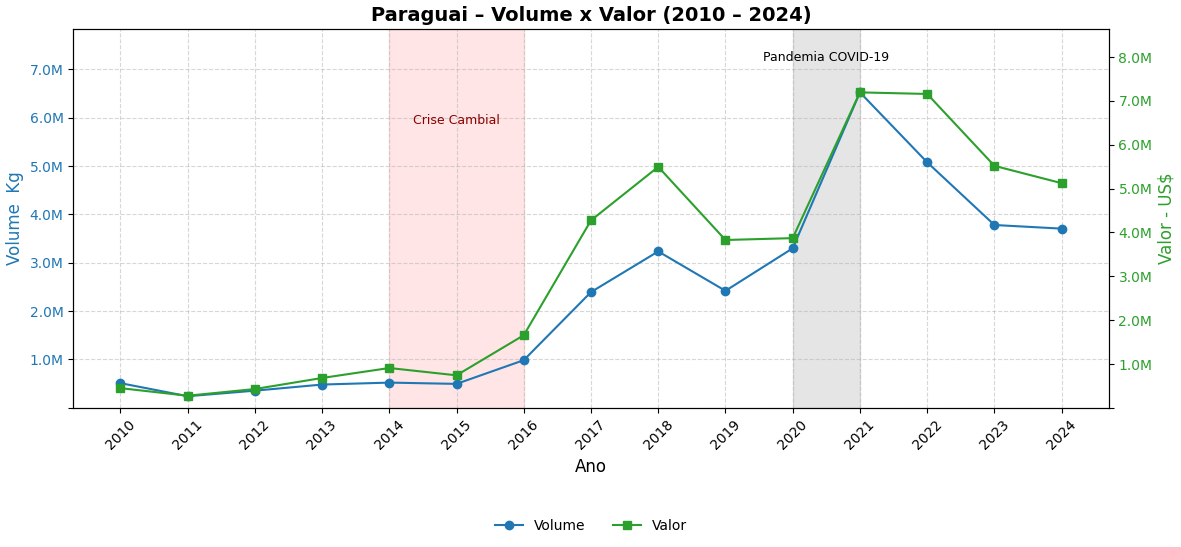 Paraguai – Volume x Valor (2010 – 2024)
Pandemia COVID-19
Crise Cambial
Volume  Kg
7.0M
6.0M
5.0M
4.0M
3.0M
2.0M
1.0M
8.0M
7.0M
6.0M
5.0M
4.0M
3.0M
2.0M
1.0M
Valor - US$
2010 2011 2012 2013 2014 2015 2016 2017 2018 2019 2020 2021 2022 2023 2024
Ano
Volume Valor